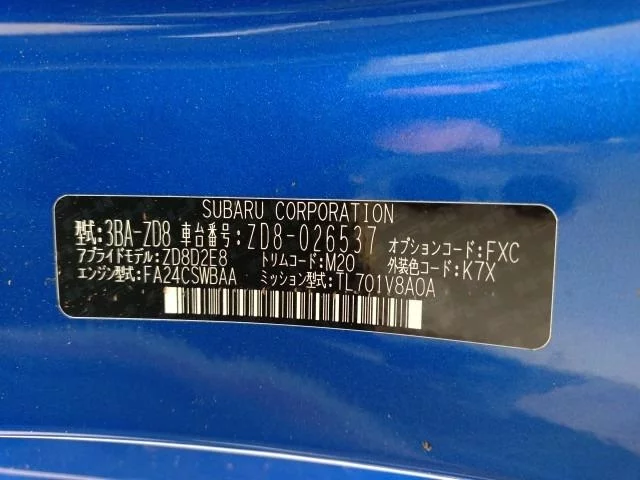 SUBARU CORPORATION
型式:3BA-ZD8 車台番号:ZD8-026537 オプションコード:FXC
アプライドモデル:ZD8D2E8 トリムコード:M20 外装色コード:K7X
エンジン型式:FA24CSWBAA ミッション型式:TL701V8A0A